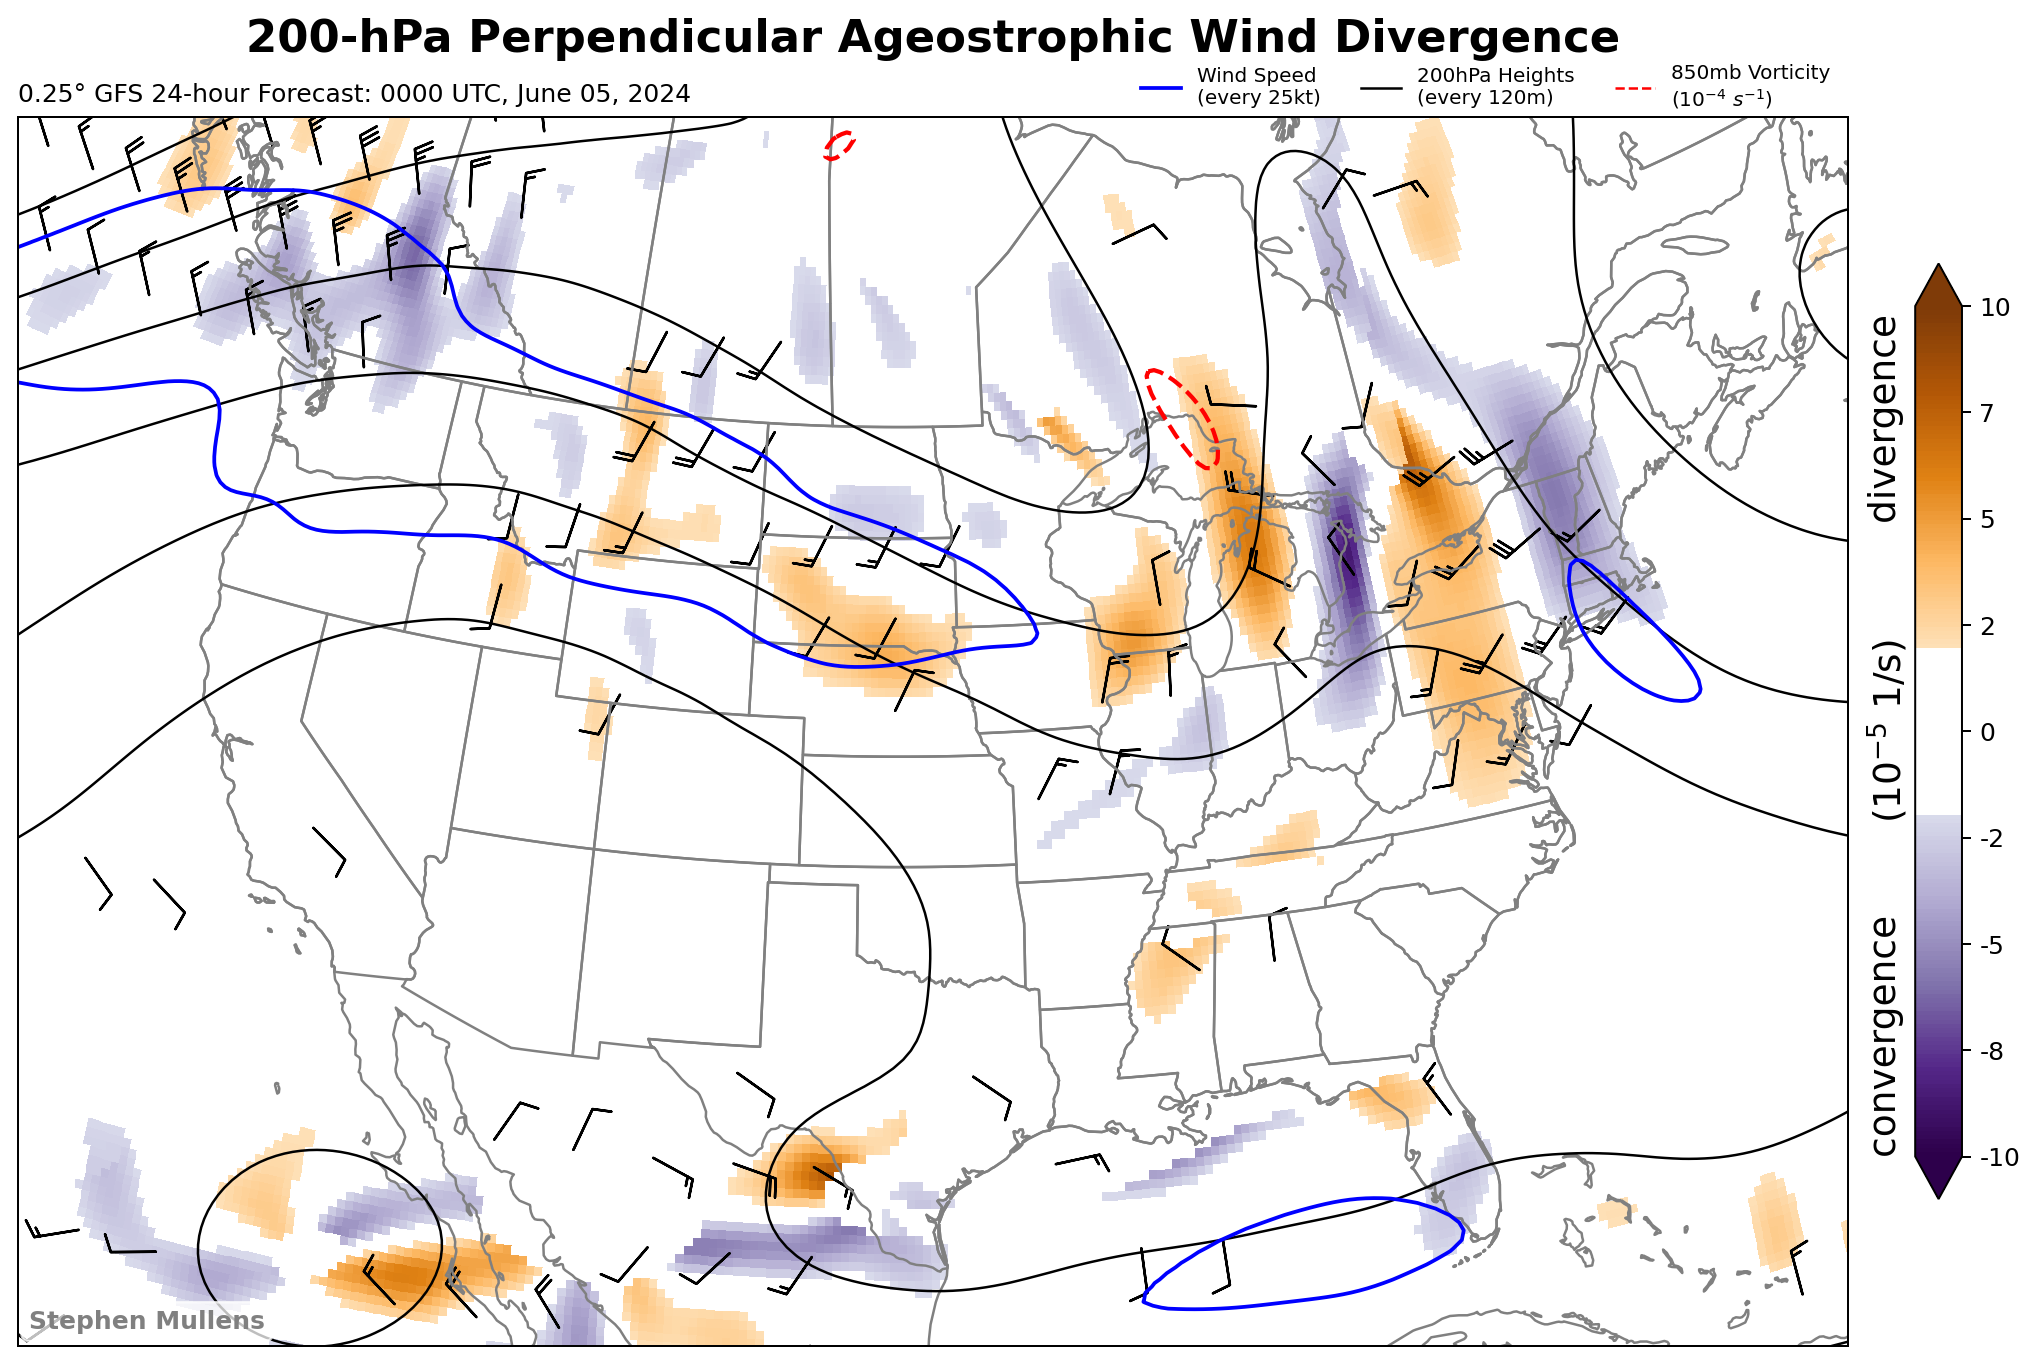 200-hPa Perpendicular Ageostrophic Wind Divergence
0.25° GFS 24-hour Forecast: 0000 UTC, June 05, 2024
Wind Speed
(every 25kt)
200hPa Heights
(every 120m)
850mb Vorticity
(10⁻⁴ s⁻¹)
10
7
5
2
0
-2
-5
-8
-10
convergence (10⁻⁵ 1/s) divergence
Stephen Mullens